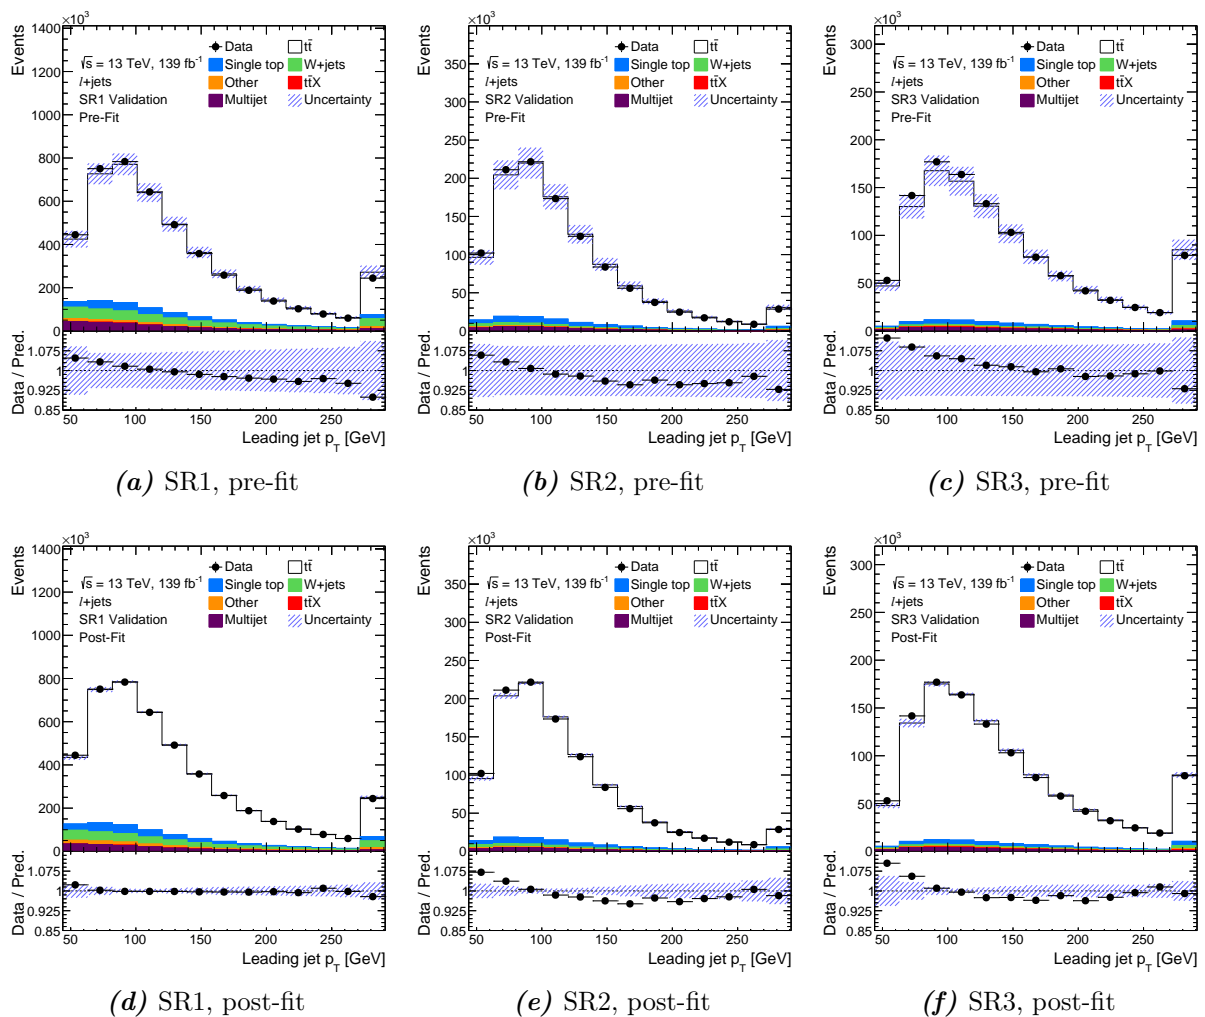 ×10³
Events
1400
1200
1000
800
600
400
200
0
√s = 13 TeV, 139 fb⁻¹
l+jets
SR1 Validation
Pre-Fit
Data
tt̄
Single top
W+jets
Other
tt̄X
Multijet
Uncertainty
Data / Pred.
1.075
1
0.925
0.85
50 100 150 200 250
Leading jet p_T [GeV]
(a) SR1, pre-fit
×10³
Events
350
300
250
200
150
100
50
0
√s = 13 TeV, 139 fb⁻¹
l+jets
SR2 Validation
Pre-Fit
Data
tt̄
Single top
W+jets
Other
tt̄X
Multijet
Uncertainty
Data / Pred.
1.075
1
0.925
0.85
50 100 150 200 250
Leading jet p_T [GeV]
(b) SR2, pre-fit
×10³
Events
300
250
200
150
100
50
0
√s = 13 TeV, 139 fb⁻¹
l+jets
SR3 Validation
Pre-Fit
Data
tt̄
Single top
W+jets
Other
tt̄X
Multijet
Uncertainty
Data / Pred.
1.075
1
0.925
0.85
50 100 150 200 250
Leading jet p_T [GeV]
(c) SR3, pre-fit
×10³
Events
1400
1200
1000
800
600
400
200
0
√s = 13 TeV, 139 fb⁻¹
l+jets
SR1 Validation
Post-Fit
Data
tt̄
Single top
W+jets
Other
tt̄X
Multijet
Uncertainty
Data / Pred.
1.075
1
0.925
0.85
50 100 150 200 250
Leading jet p_T [GeV]
(d) SR1, post-fit
×10³
Events
350
300
250
200
150
100
50
0
√s = 13 TeV, 139 fb⁻¹
l+jets
SR2 Validation
Post-Fit
Data
tt̄
Single top
W+jets
Other
tt̄X
Multijet
Uncertainty
Data / Pred.
1.075
1
0.925
0.85
50 100 150 200 250
Leading jet p_T [GeV]
(e) SR2, post-fit
×10³
Events
300
250
200
150
100
50
0
√s = 13 TeV, 139 fb⁻¹
l+jets
SR3 Validation
Post-Fit
Data
tt̄
Single top
W+jets
Other
tt̄X
Multijet
Uncertainty
Data / Pred.
1.075
1
0.925
0.85
50 100 150 200 250
Leading jet p_T [GeV]
(f) SR3, post-fit